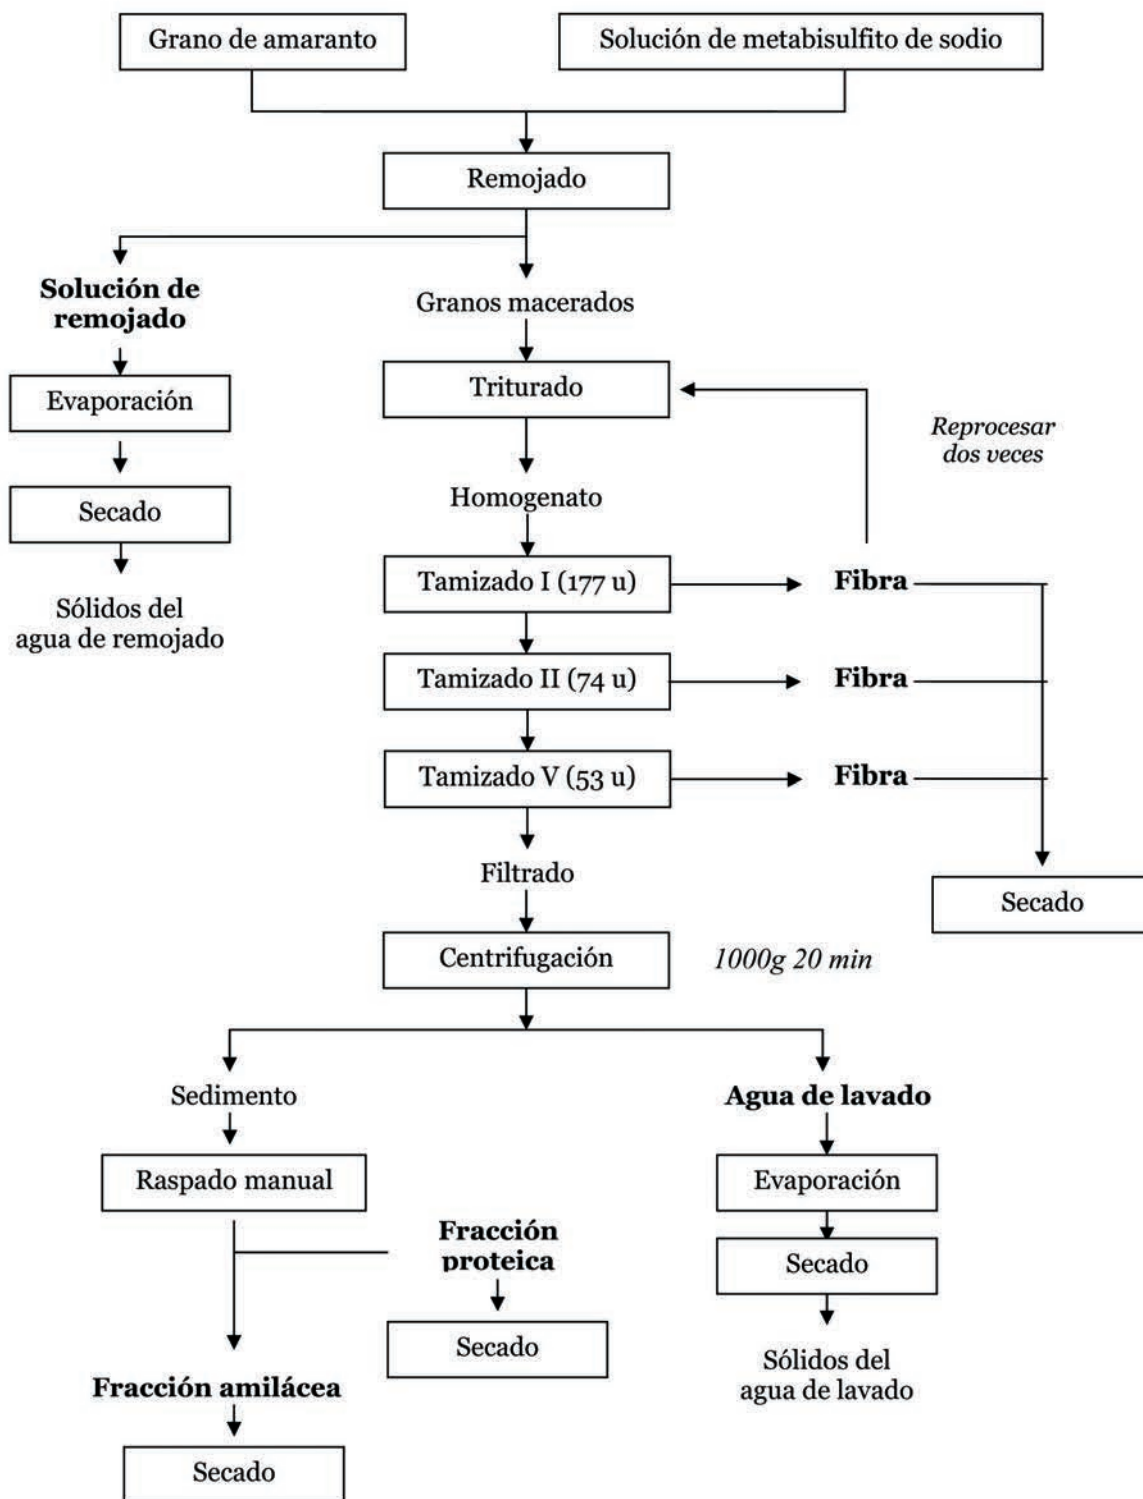 Grano de amaranto
Solución de metabisulfito de sodio
Remojado
Solución de
remojado
Granos macerados
Evaporación
Triturado
Reprocesar
dos veces
Secado
Homogenato
Sólidos del
agua de remojado
Tamizado I (177 u)
Fibra
Tamizado II (74 u)
Fibra
Tamizado V (53 u)
Fibra
Filtrado
Secado
Centrifugación
1000g 20 min
Sedimento
Agua de lavado
Raspado manual
Evaporación
Fracción
proteica
Secado
Secado
Fracción amilácea
Sólidos del
agua de lavado
Secado